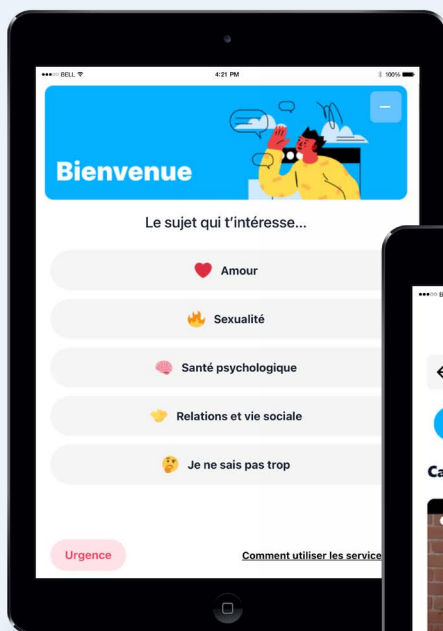 BELL
4:21 PM
100%
Bienvenue
Le sujet qui t'intéresse...
Amour
Sexualité
Santé psychologique
Relations et vie sociale
Je ne sais pas trop
Urgence
Comment utiliser les service